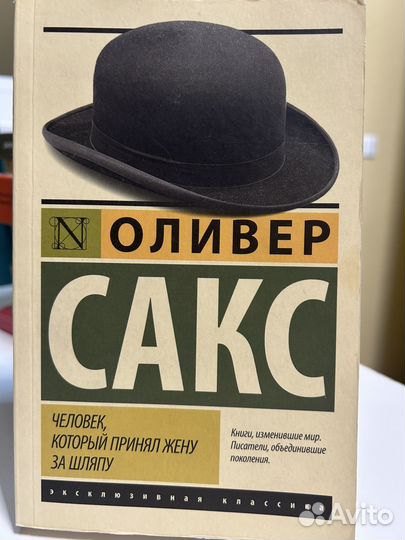 N
ОЛИВЕР
САКС
ЧЕЛОВЕК,
КОТОРЫЙ ПРИНЯЛ ЖЕНУ
ЗА ШЛЯПУ
Книги, изменившие мир.
Писатели, объединившие
поколения.
эксклюзивная классика
Avito